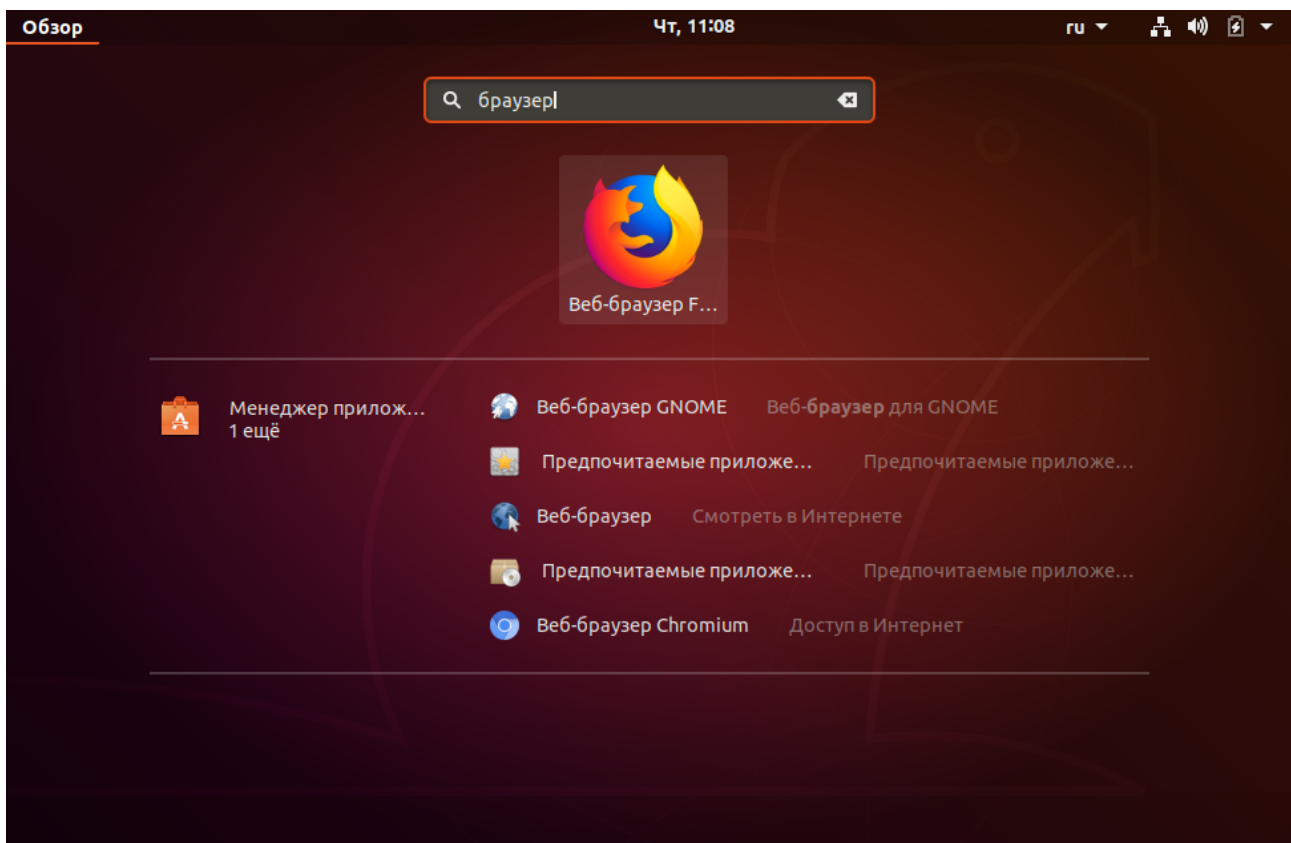 Обзор
Чт, 11:08
ru
браузер
Веб-браузер F...
Менеджер прилож...
1 ещё
Веб-браузер GNOME Веб-браузер для GNOME
Предпочитаемые приложе... Предпочитаемые приложе...
Веб-браузер Смотреть в Интернете
Предпочитаемые приложе... Предпочитаемые приложе...
Веб-браузер Chromium Доступ в Интернет